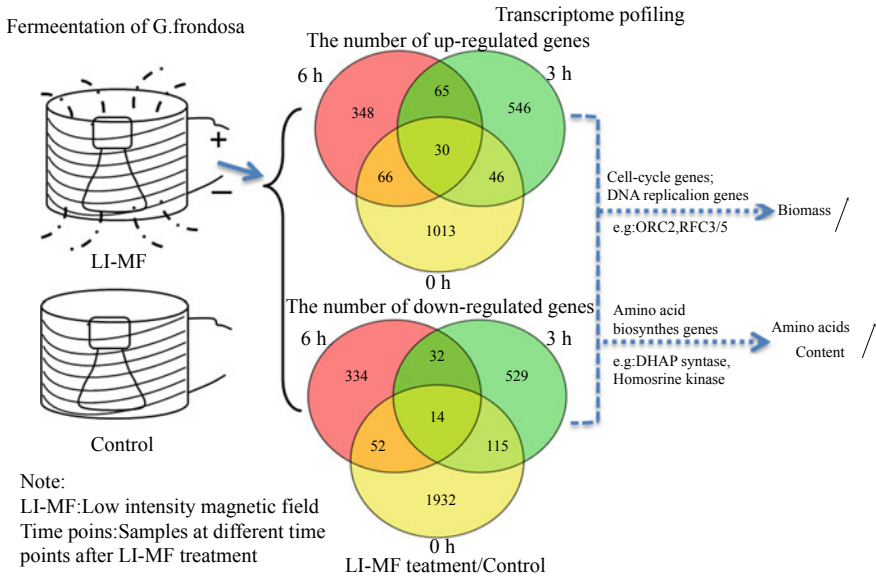 Fermeentation of G.frondosa
Transcriptome pofiling
The number of up-regulated genes
6 h
3 h
348
65
546
30
66
46
1013
0 h
+
−
LI-MF
Control
The number of down-regulated genes
6 h
3 h
334
32
529
14
52
115
1932
0 h
LI-MF teatment/Control
Cell-cycle genes;
DNA replicalion genes
e.g:ORC2,RFC3/5
Biomass
Amino acid
biosynthes genes
e.g:DHAP syntase,
Homosrine kinase
Amino acids
Content
Note:
LI-MF:Low intensity magnetic field
Time poins:Samples at different time
points after LI-MF treatment